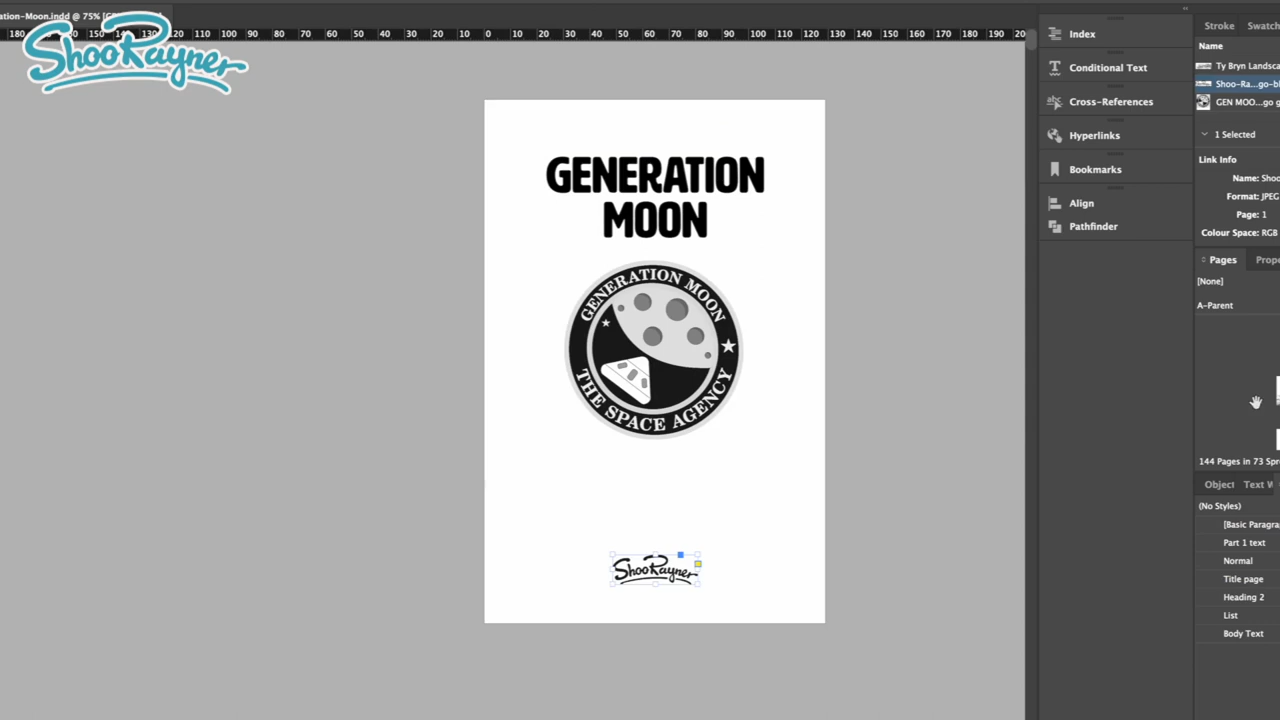 ation-Moon.indd @ 75%
Shoo Rayner
180 170 160 150 140 130 120 110 100 90 80 70 60 50 40 30 20 10 0 10 20 30 40 50 60 70 80 90 100 110 120 130 140 150 160 170 180 190 20
GENERATION
MOON
GENERATION MOON
THE SPACE AGENCY
Shoo Rayner
Index
Conditional Text
Cross-References
Hyperlinks
Bookmarks
Align
Pathfinder
Stroke Swatch
Name
Ty Bryn Landsca
Shoo-Ra...go-bl
GEN MOO...go g
1 Selected
Link Info
Name: Shoo
Format: JPEG
Page: 1
Colour Space: RGB
Pages Prope
[None]
A-Parent
144 Pages in 73 Spr
Object Text W
(No Styles)
[Basic Paragra
Part 1 text
Normal
Title page
Heading 2
List
Body Text